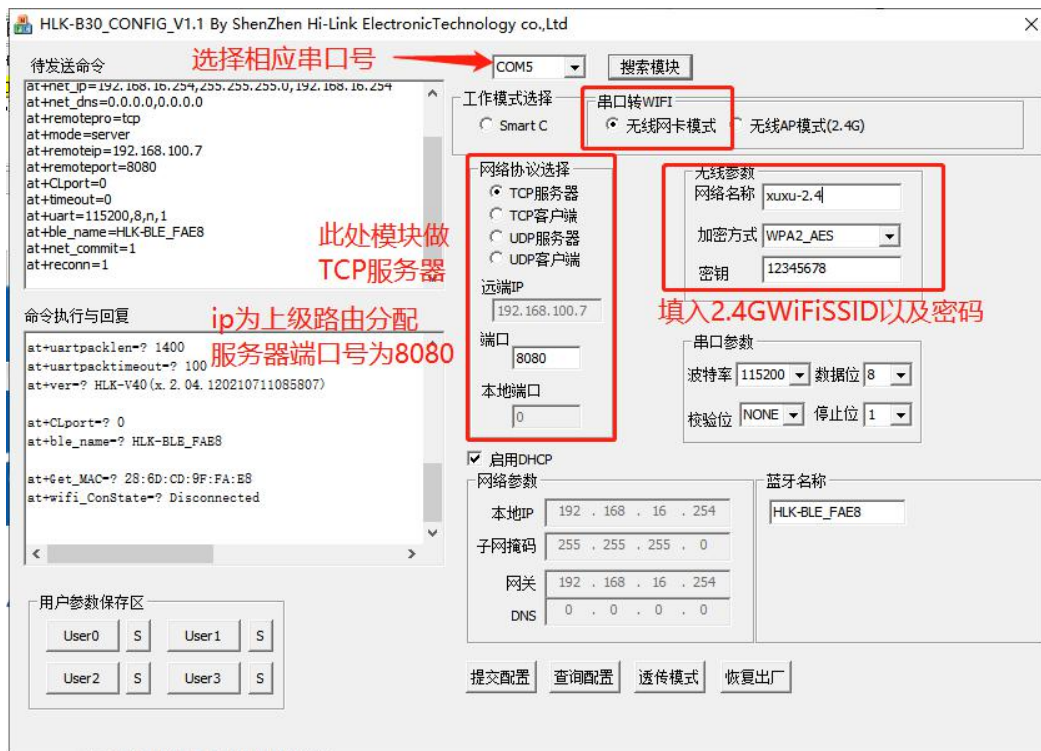 HLK-B30_CONFIG_V1.1 By ShenZhen Hi-Link ElectronicTechnology co.,Ltd
选择相应串口号
COM5
搜索模块
待发送命令
at+net_ip=192.168.16.254,255.255.255.0,192.168.16.254
at+net_dns=0.0.0.0,0.0.0.0
at+remotepro=tcp
at+mode=server
at+remoteip=192.168.100.7
at+remoteport=8080
at+CLport=0
at+timeout=0
at+uart=115200,8,n,1
at+ble_name=HLK-BLE_FAE8
at+net_commit=1
at+reconn=1
此处模块做
TCP服务器
工作模式选择
Smart C
串口转WIFI
无线网卡模式
无线AP模式(2.4G)
网络协议选择
TCP服务器
TCP客户端
UDP服务器
UDP客户端
远端IP
192.168.100.7
端口
8080
本地端口
0
无线参数
网络名称 xuxu-2.4
加密方式 WPA2_AES
密钥 12345678
填入2.4GWiFiSSID以及密码
命令执行与回复
ip为上级路由分配
服务器端口号为8080
at+uartpacklen=? 1400
at+uartpacktimeout=? 100
at+ver=? HLK-V40(x.2.04.120210711085807)
at+CLport=? 0
at+ble_name=? HLK-BLE_FAE8
at+Get_MAC=? 28:6D:CD:9F:FA:E8
at+wifi_ConState=? Disconnected
串口参数
波特率 115200 数据位 8
校验位 NONE 停止位 1
启用DHCP
网络参数
本地IP 192 . 168 . 16 . 254
子网掩码 255 . 255 . 255 . 0
网关 192 . 168 . 16 . 254
DNS 0 . 0 . 0 . 0
蓝牙名称
HLK-BLE_FAE8
用户参数保存区
User0 S User1 S
User2 S User3 S
提交配置 查询配置 透传模式 恢复出厂